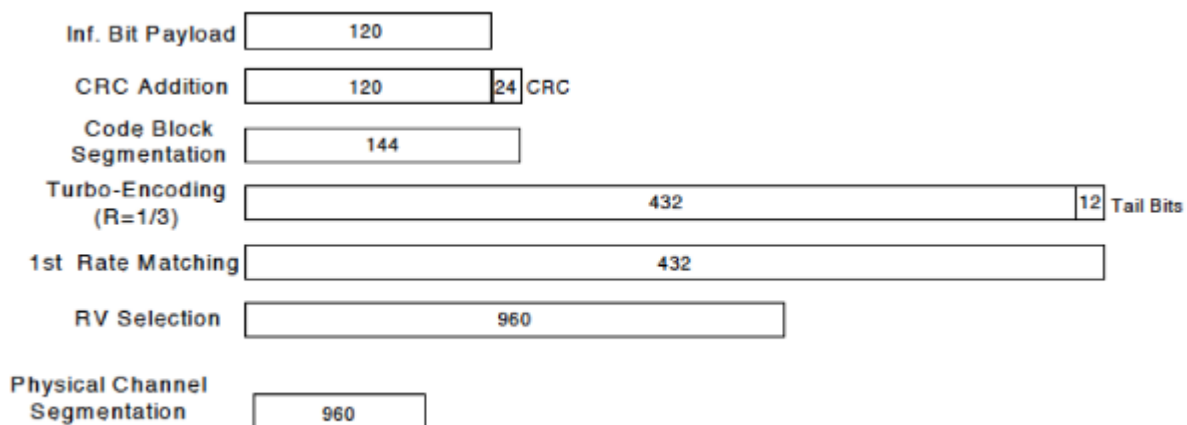 Inf. Bit Payload 120
CRC Addition 120 24 CRC
Code Block
Segmentation 144
Turbo-Encoding
(R=1/3) 432 12 Tail Bits
1st Rate Matching 432
RV Selection 960
Physical Channel
Segmentation 960